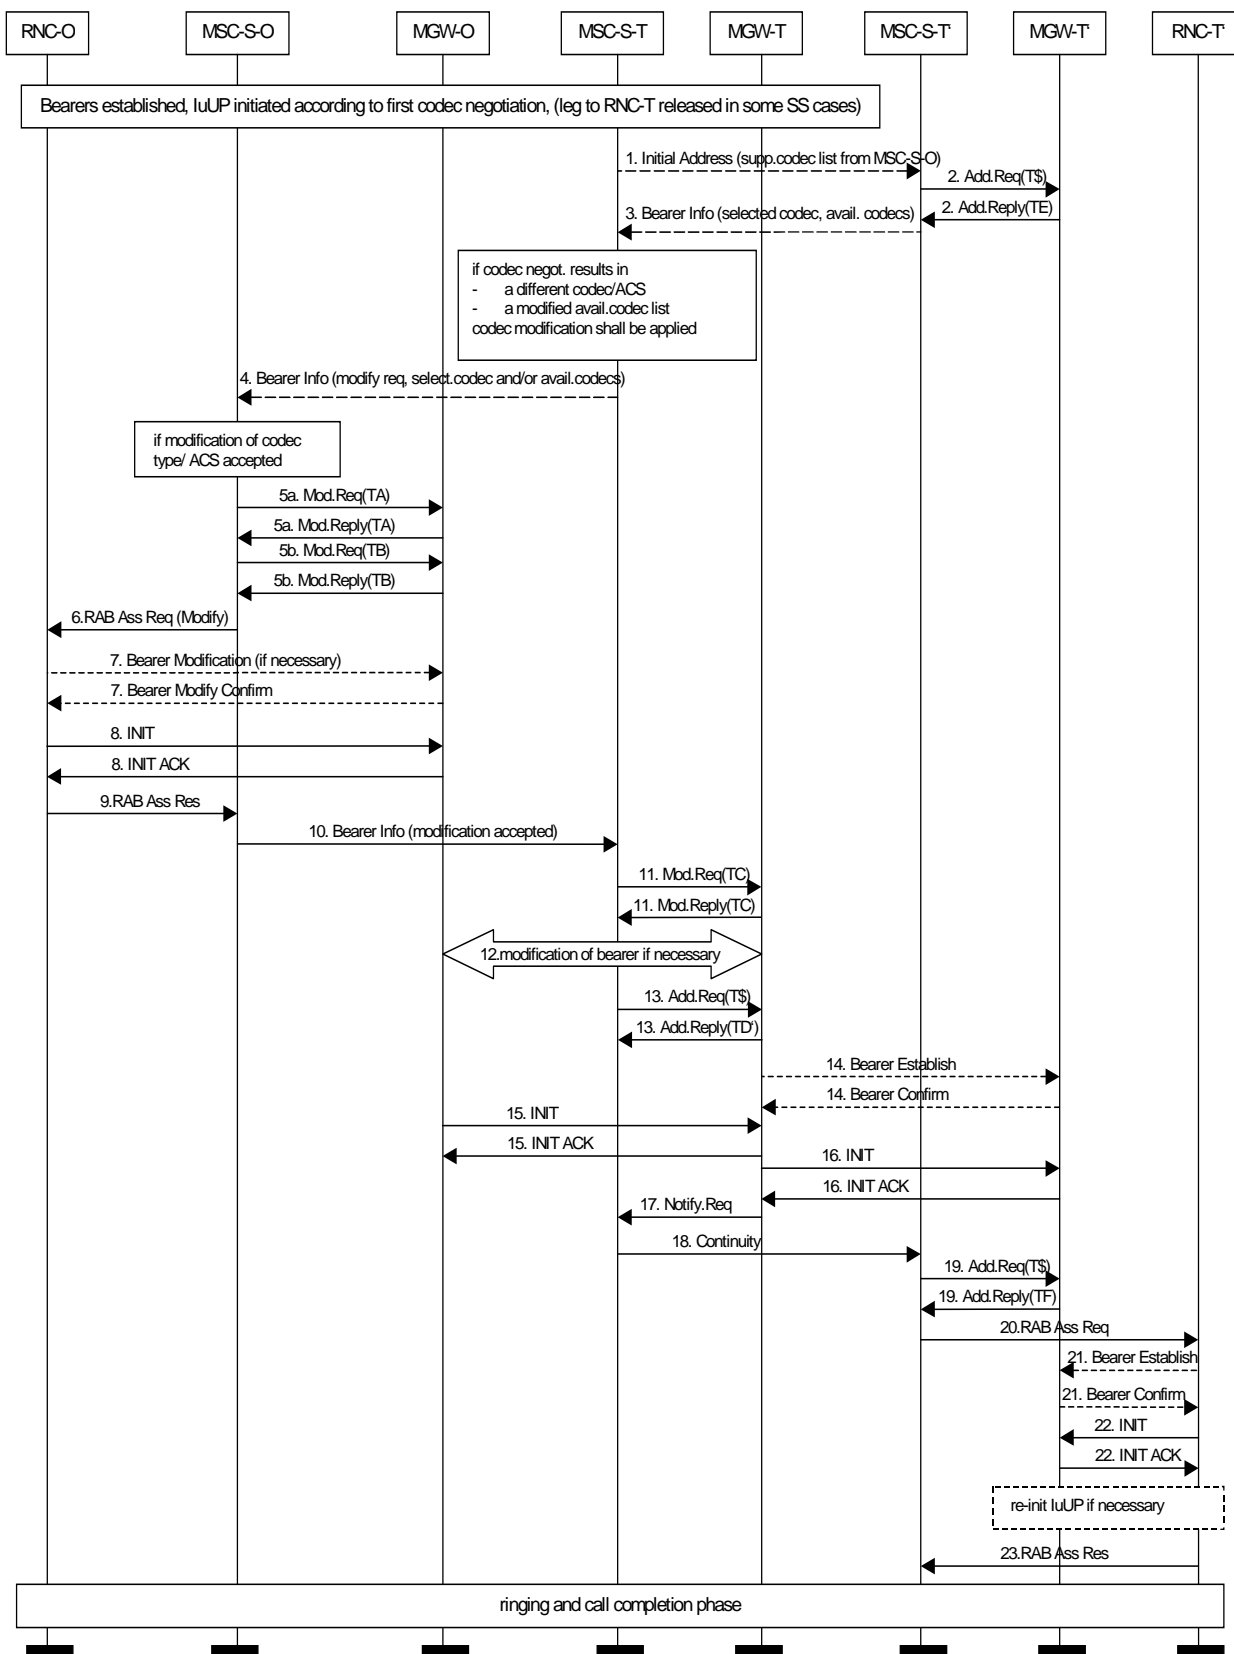 RNC-O
MSC-S-O
MGW-O
MSC-S-T
MGW-T
MSC-S-T'
MGW-T'
RNC-T'
Bearers established, IuUP initiated according to first codec negotiation, (leg to RNC-T released in some SS cases)
1. Initial Address (supp.codec list from MSC-S-O)
2. Add.Req(T$)
2. Add.Reply(TE)
3. Bearer Info (selected codec, avail. codecs)
if codec negot. results in
- a different codec/ACS
- a modified avail.codec list
codec modification shall be applied
4. Bearer Info (modify req, select.codec and/or avail.codecs)
if modification of codec
type/ ACS accepted
5a. Mod.Req(TA)
5a. Mod.Reply(TA)
5b. Mod.Req(TB)
5b. Mod.Reply(TB)
6.RAB Ass Req (Modify)
7. Bearer Modification (if necessary)
7. Bearer Modify Confirm
8. INIT
8. INIT ACK
9.RAB Ass Res
10. Bearer Info (modification accepted)
11. Mod.Req(TC)
11. Mod.Reply(TC)
12.modification of bearer if necessary
13. Add.Req(T$)
13. Add.Reply(TD')
14. Bearer Establish
14. Bearer Confirm
15. INIT
15. INIT ACK
16. INIT
16. INIT ACK
17. Notify.Req
18. Continuity
19. Add.Req(T$)
19. Add.Reply(TF)
20.RAB Ass Req
21. Bearer Establish
21. Bearer Confirm
22. INIT
22. INIT ACK
re-init IuUP if necessary
23.RAB Ass Res
ringing and call completion phase